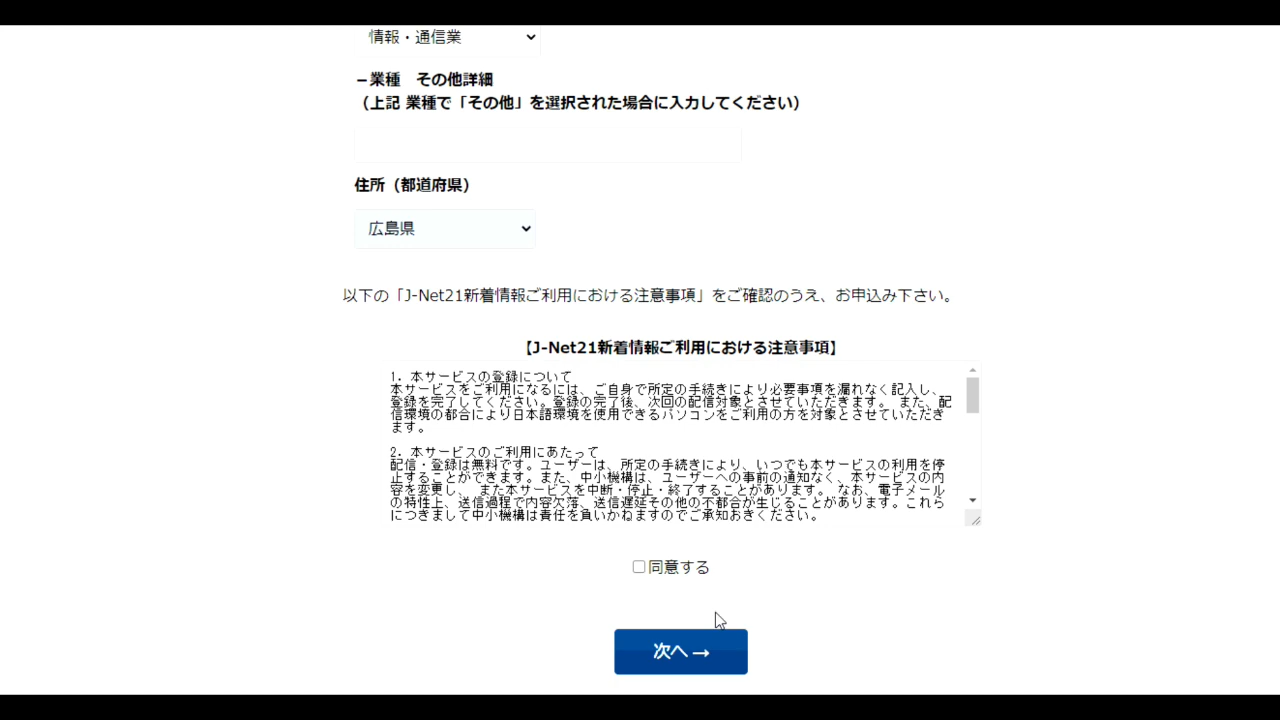 情報・通信業
－業種　その他詳細
（上記 業種で「その他」を選択された場合に入力してください）
住所（都道府県）
広島県
以下の「J-Net21新着情報ご利用における注意事項」をご確認のうえ、お申込み下さい。
【J-Net21新着情報ご利用における注意事項】
1. 本サービスの登録について
本サービスをご利用になるには、ご自身で所定の手続きにより必要事項を漏れなく記入し、
登録を完了してください。登録の完了後、次回の配信対象とさせていただきます。 また、配
信環境の都合により日本語環境を使用できるパソコンをご利用の方を対象とさせていただき
ます。
2. 本サービスのご利用にあたって
配信・登録は無料です。ユーザーは、所定の手続きにより、いつでも本サービスの利用を停
止することができます。また、中小機構は、ユーザーへの事前の通知なく、本サービスの内
容を変更し、 また本サービスを中断・停止・終了することがあります。 なお、電子メール
の特性上、送信過程で内容欠落、送信遅延その他の不都合が生じることがあります。これら
につきまして中小機構は責任を負いかねますのでご承知おきください。
同意する
次へ →